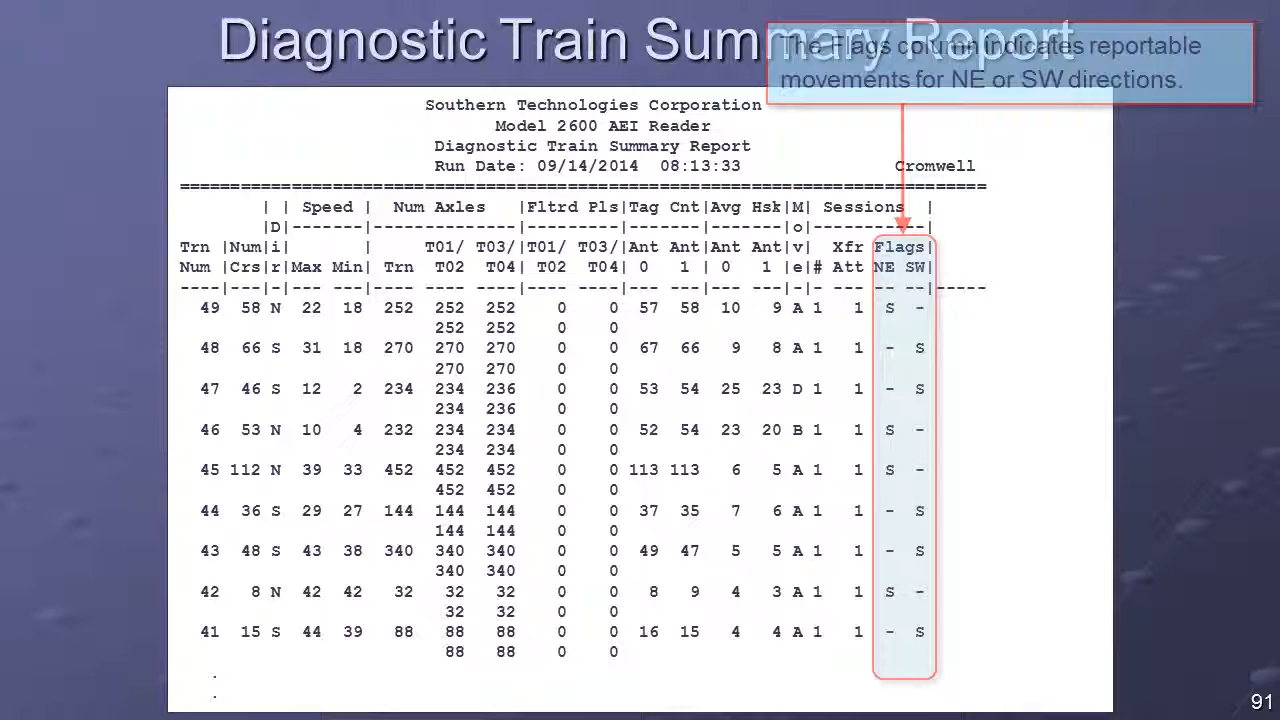 Diagnostic Train Summary Report
The Flags column indicates reportable
movements for NE or SW directions.
Southern Technologies Corporation
Model 2600 AEI Reader
Diagnostic Train Summary Report
Run Date: 09/14/2014  08:13:33               Cromwell
================================================================================
        | | Speed |  Num Axles    |Fltrd Pls|Tag Cnt|Avg Hsk|M| Sessions  |
        |D|-------|---------------|---------|-------|-------|o|-----------|
Trn |Num|i|       |     T01/ T03/|T01/ T03/|Ant Ant|Ant Ant|v|  Xfr Flags|
Num |Crs|r|Max Min| Trn T02  T04|T02  T04|0  1 |0  1|e|# Att NE SW|
----|---|-|--- ---|---- ---- ----|---- ----|--- ---|--- ---|-|- --- -- --|-----
49 58 N 22 18 252 252 252 0 0 57 58 10 9 A 1 1 S -
252 252 0 0
48 66 S 31 18 270 270 270 0 0 67 66 9 8 A 1 1 - S
270 270 0 0
47 46 S 12 2 234 234 236 0 0 53 54 25 23 D 1 1 - S
234 236 0 0
46 53 N 10 4 232 234 234 0 0 52 54 23 20 B 1 1 S -
234 234 0 0
45 112 N 39 33 452 452 452 0 0 113 113 6 5 A 1 1 S -
452 452 0 0
44 36 S 29 27 144 144 144 0 0 37 35 7 6 A 1 1 - S
144 144 0 0
43 48 S 43 38 340 340 340 0 0 49 47 5 5 A 1 1 - S
340 340 0 0
42 8 N 42 42 32 32 32 0 0 8 9 4 3 A 1 1 S -
32 32 0 0
41 15 S 44 39 88 88 88 0 0 16 15 4 4 A 1 1 - S
88 88 0 0
.
.
91